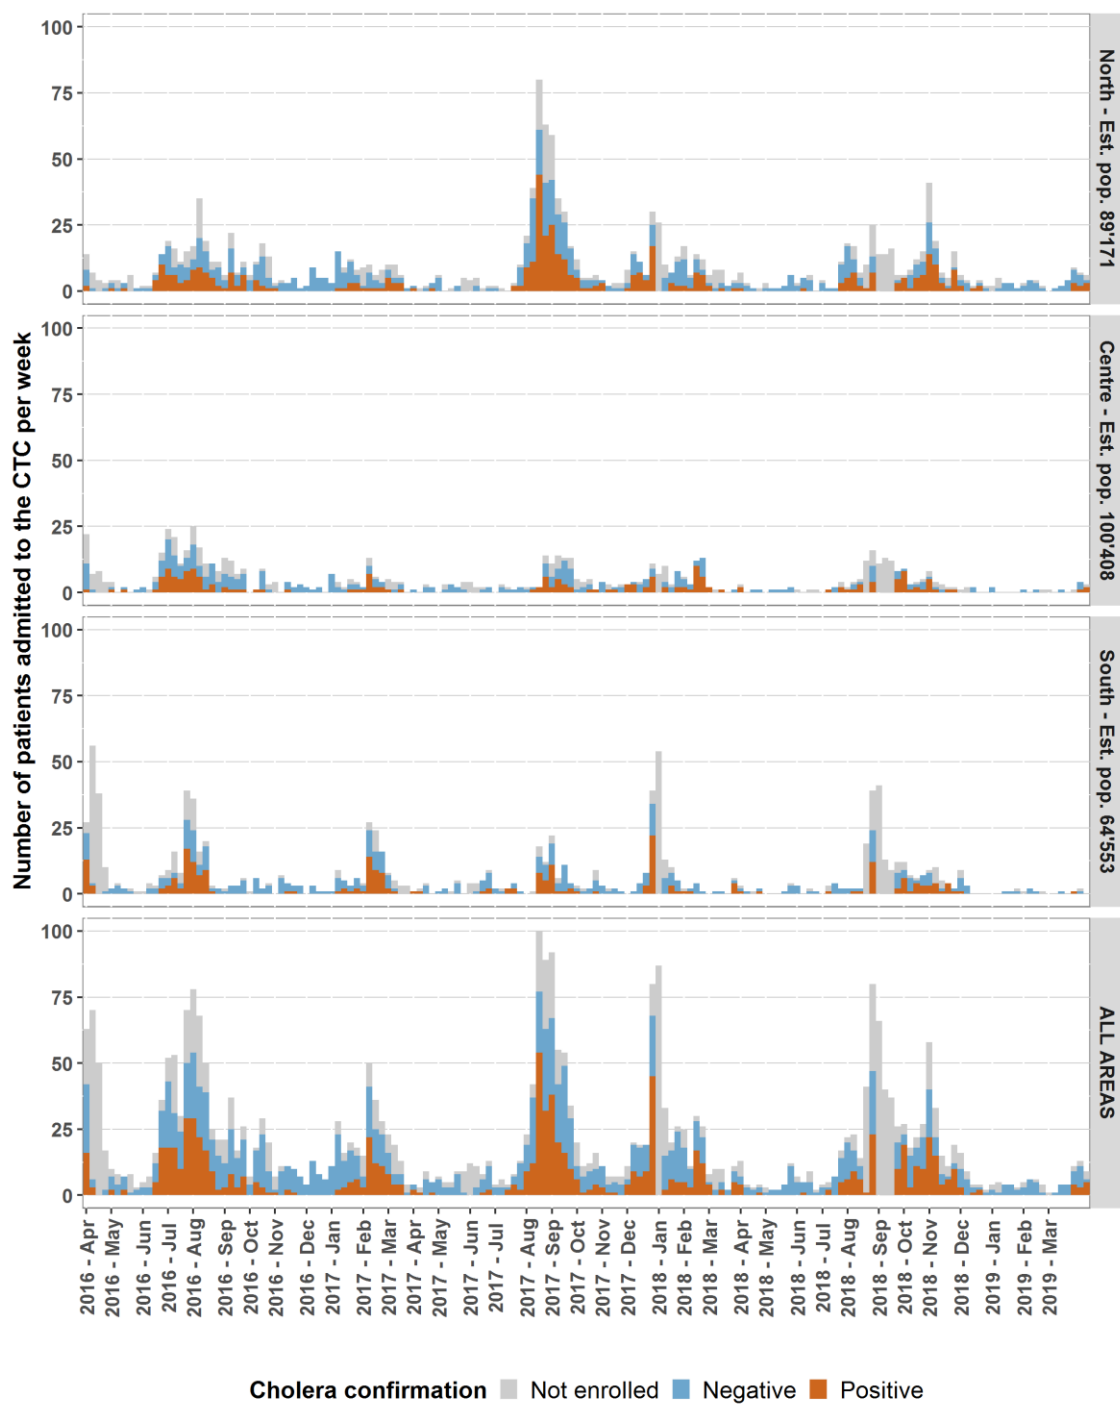 Number of patients admitted to the CTC per week
100
75
50
25
0
North - Est. pop. 89'171
100
75
50
25
0
Centre - Est. pop. 100'408
100
75
50
25
0
South - Est. pop. 64'553
100
75
50
25
0
ALL AREAS
2016 - Apr
2016 - May
2016 - Jun
2016 - Jul
2016 - Aug
2016 - Sep
2016 - Oct
2016 - Nov
2016 - Dec
2017 - Jan
2017 - Feb
2017 - Mar
2017 - Apr
2017 - May
2017 - Jun
2017 - Jul
2017 - Aug
2017 - Sep
2017 - Oct
2017 - Nov
2017 - Dec
2018 - Jan
2018 - Feb
2018 - Mar
2018 - Apr
2018 - May
2018 - Jun
2018 - Jul
2018 - Aug
2018 - Sep
2018 - Oct
2018 - Nov
2018 - Dec
2019 - Jan
2019 - Feb
2019 - Mar
Cholera confirmation Not enrolled Negative Positive